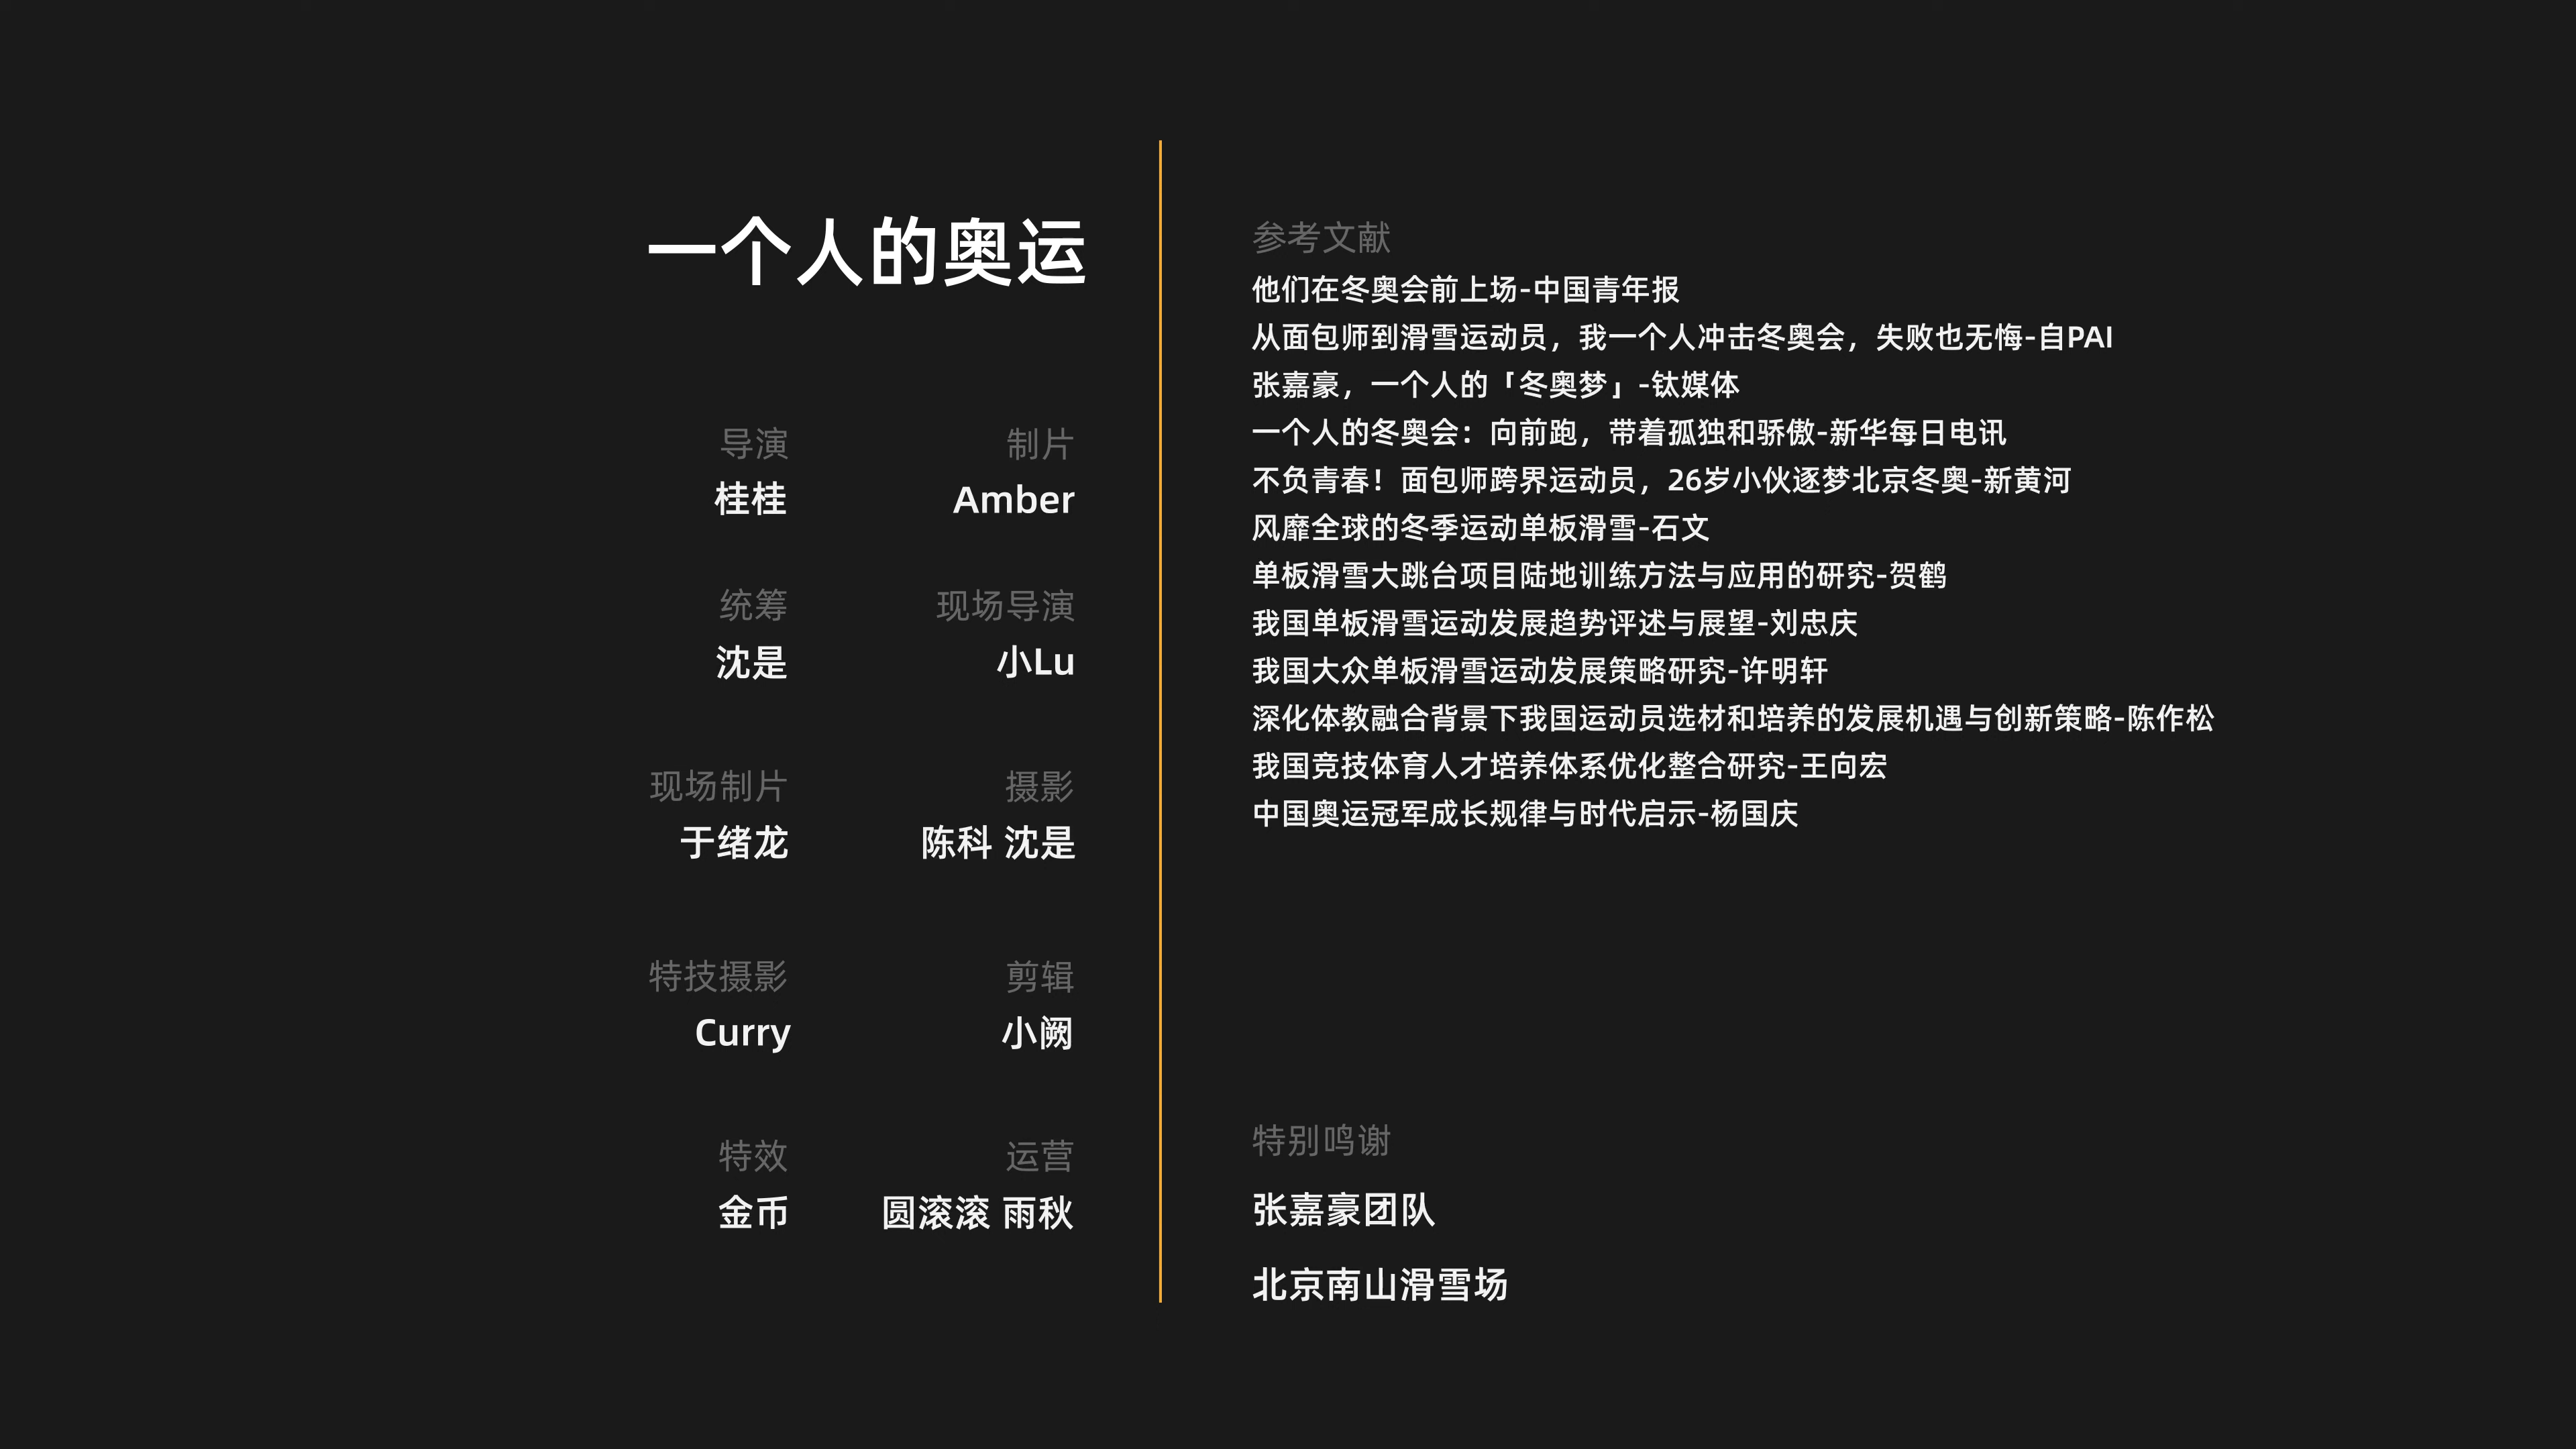 一个人的奥运
导演 制片
桂桂 Amber
统筹 现场导演
沈是 小Lu
现场制片 摄影
于绪龙 陈科 沈是
特技摄影 剪辑
Curry 小阙
特效 运营
金币 圆滚滚 雨秋
参考文献
他们在冬奥会前上场-中国青年报
从面包师到滑雪运动员，我一个人冲击冬奥会，失败也无悔-自PAI
张嘉豪，一个人的「冬奥梦」-钛媒体
一个人的冬奥会：向前跑，带着孤独和骄傲-新华每日电讯
不负青春！面包师跨界运动员，26岁小伙逐梦北京冬奥-新黄河
风靡全球的冬季运动单板滑雪-石文
单板滑雪大跳台项目陆地训练方法与应用的研究-贺鹤
我国单板滑雪运动发展趋势评述与展望-刘忠庆
我国大众单板滑雪运动发展策略研究-许明轩
深化体教融合背景下我国运动员选材和培养的发展机遇与创新策略-陈作松
我国竞技体育人才培养体系优化整合研究-王向宏
中国奥运冠军成长规律与时代启示-杨国庆
特别鸣谢
张嘉豪团队
北京南山滑雪场